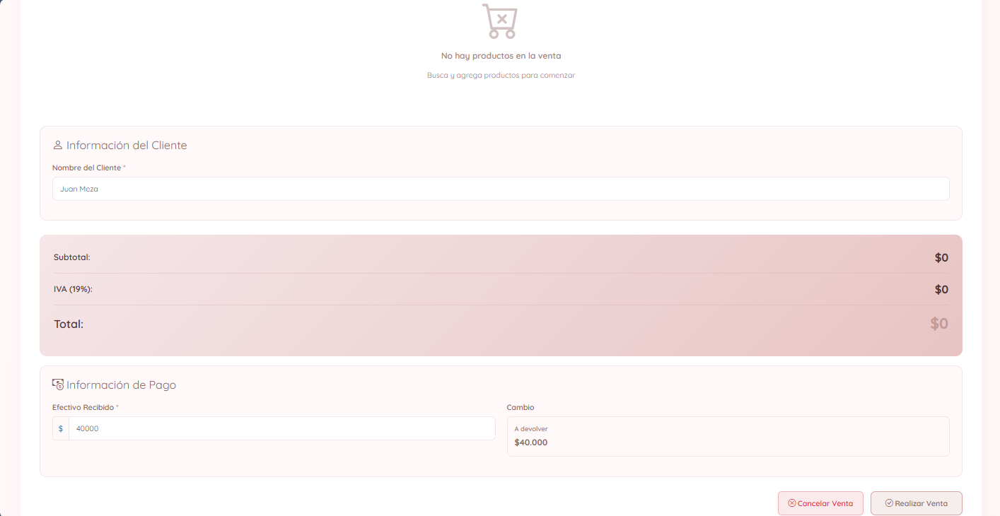 No hay productos en la venta
Busca y agrega productos para comenzar
Información del Cliente
Nombre del Cliente *
Juan Meza
Subtotal: $0
IVA (19%): $0
Total: $0
Información de Pago
Efectivo Recibido * Cambio
$ 40000
A devolver
$40.000
Cancelar Venta Realizar Venta